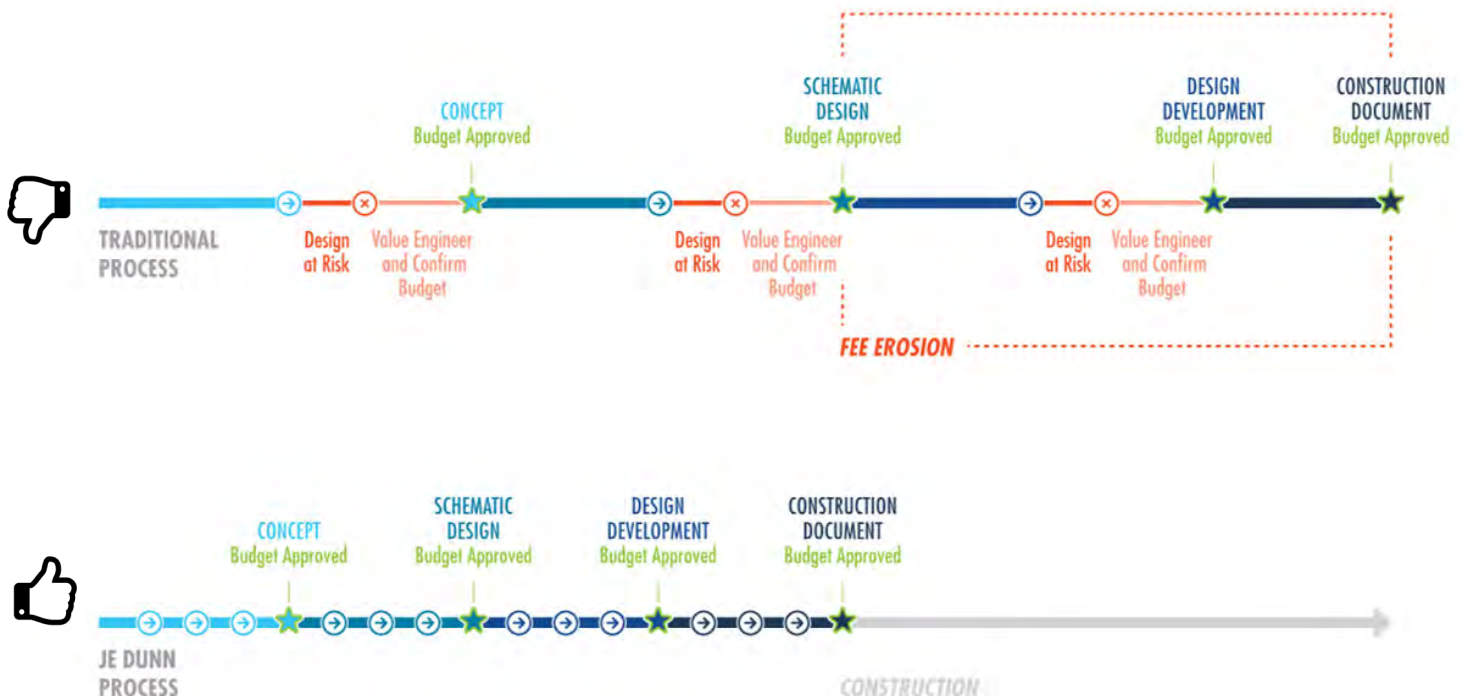 CONCEPT
Budget Approved
SCHEMATIC
DESIGN
Budget Approved
DESIGN
DEVELOPMENT
Budget Approved
CONSTRUCTION
DOCUMENT
Budget Approved
TRADITIONAL
PROCESS
Design
at Risk
Value Engineer
and Confirm
Budget
Design
at Risk
Value Engineer
and Confirm
Budget
Design
at Risk
Value Engineer
and Confirm
Budget
FEE EROSION
CONCEPT
Budget Approved
SCHEMATIC
DESIGN
Budget Approved
DESIGN
DEVELOPMENT
Budget Approved
CONSTRUCTION
DOCUMENT
Budget Approved
JE DUNN
PROCESS
CONSTRUCTION